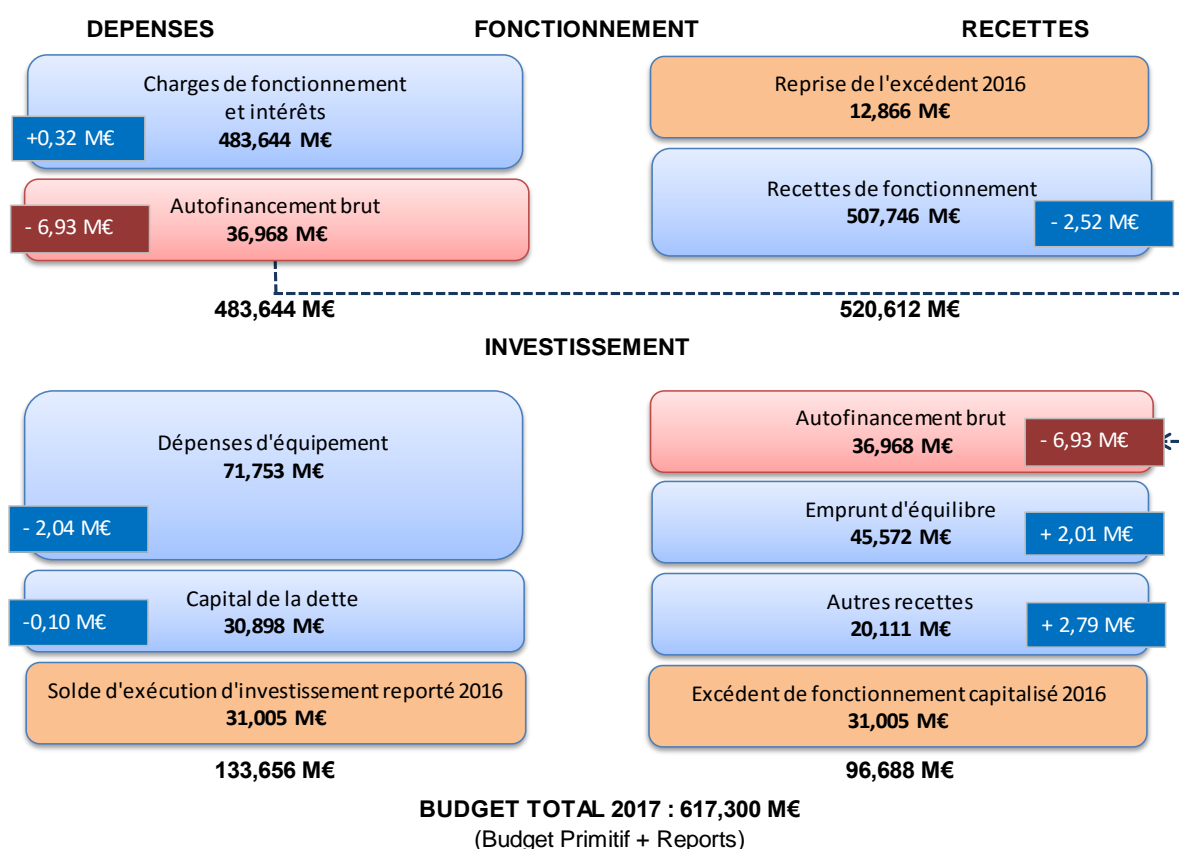 DEPENSES FONCTIONNEMENT RECETTES
Charges de fonctionnement
et intérêts
483,644 M€
+0,32 M€
Autofinancement brut
36,968 M€
- 6,93 M€
483,644 M€
Reprise de l'excédent 2016
12,866 M€
Recettes de fonctionnement
507,746 M€
- 2,52 M€
520,612 M€
INVESTISSEMENT
Dépenses d'équipement
71,753 M€
- 2,04 M€
Capital de la dette
30,898 M€
-0,10 M€
Solde d'exécution d'investissement reporté 2016
31,005 M€
133,656 M€
Autofinancement brut
36,968 M€
- 6,93 M€
Emprunt d'équilibre
45,572 M€
+ 2,01 M€
Autres recettes
20,111 M€
+ 2,79 M€
Excédent de fonctionnement capitalisé 2016
31,005 M€
96,688 M€
BUDGET TOTAL 2017 : 617,300 M€
(Budget Primitif + Reports)